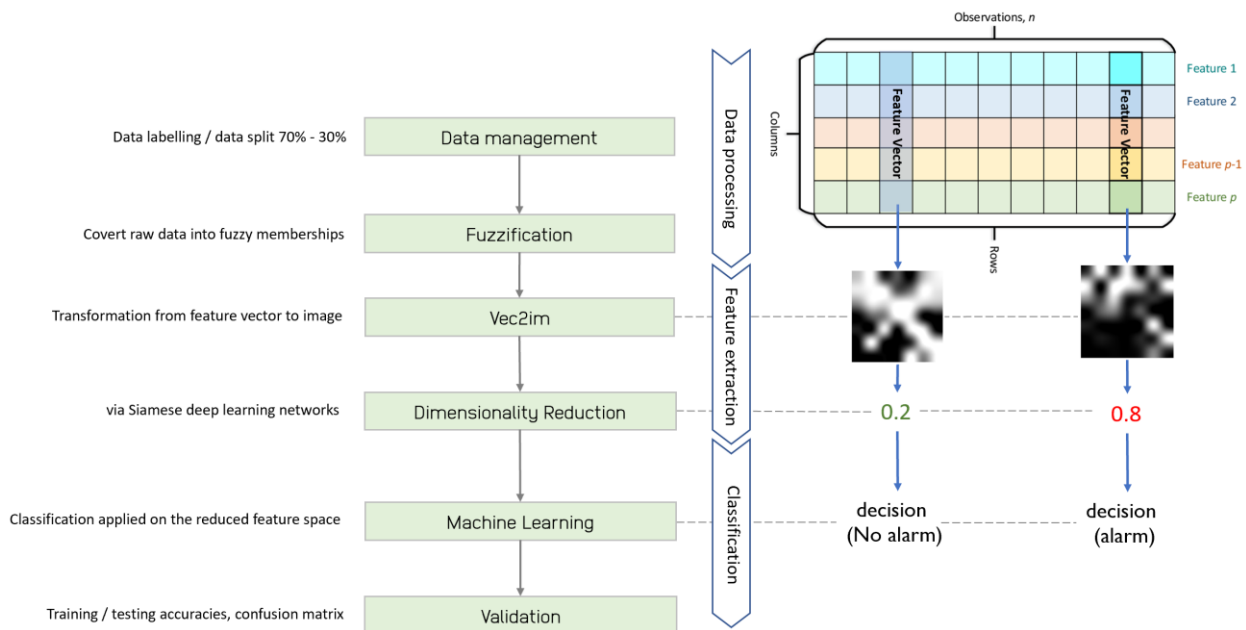 Observations, n
Feature 1
Feature 2
Feature p-1
Feature p
Columns
Rows
Feature Vector
Feature Vector
Data processing
Feature extraction
Classification
Data labelling / data split 70% - 30%
Data management
Covert raw data into fuzzy memberships
Fuzzification
Transformation from feature vector to image
Vec2im
via Siamese deep learning networks
Dimensionality Reduction
0.2
0.8
Classification applied on the reduced feature space
Machine Learning
decision
(No alarm)
decision
(alarm)
Training / testing accuracies, confusion matrix
Validation